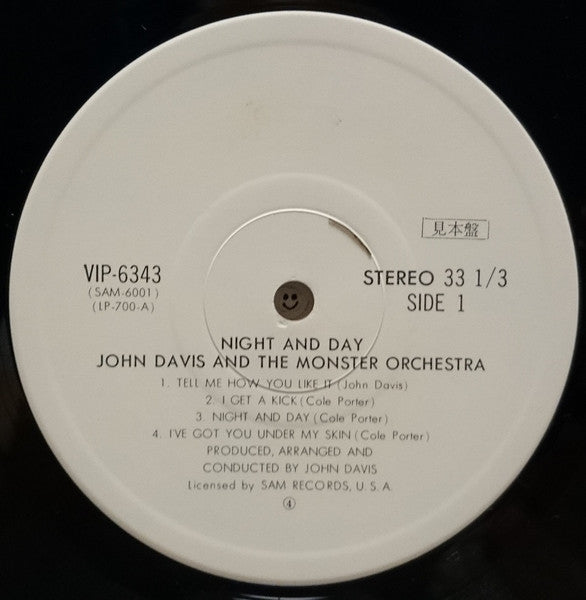 見本盤
VIP-6343
(SAM-6001)
(LP-700-A)
STEREO 33 1/3
SIDE 1
NIGHT AND DAY
JOHN DAVIS AND THE MONSTER ORCHESTRA
1. TELL ME HOW YOU LIKE IT (John Davis)
2. I GET A KICK (Cole Porter)
3. NIGHT AND DAY (Cole Porter)
4. I'VE GOT YOU UNDER MY SKIN (Cole Porter)
PRODUCED, ARRANGED AND
CONDUCTED BY JOHN DAVIS
Licensed by SAM RECORDS, U.S.A.
④